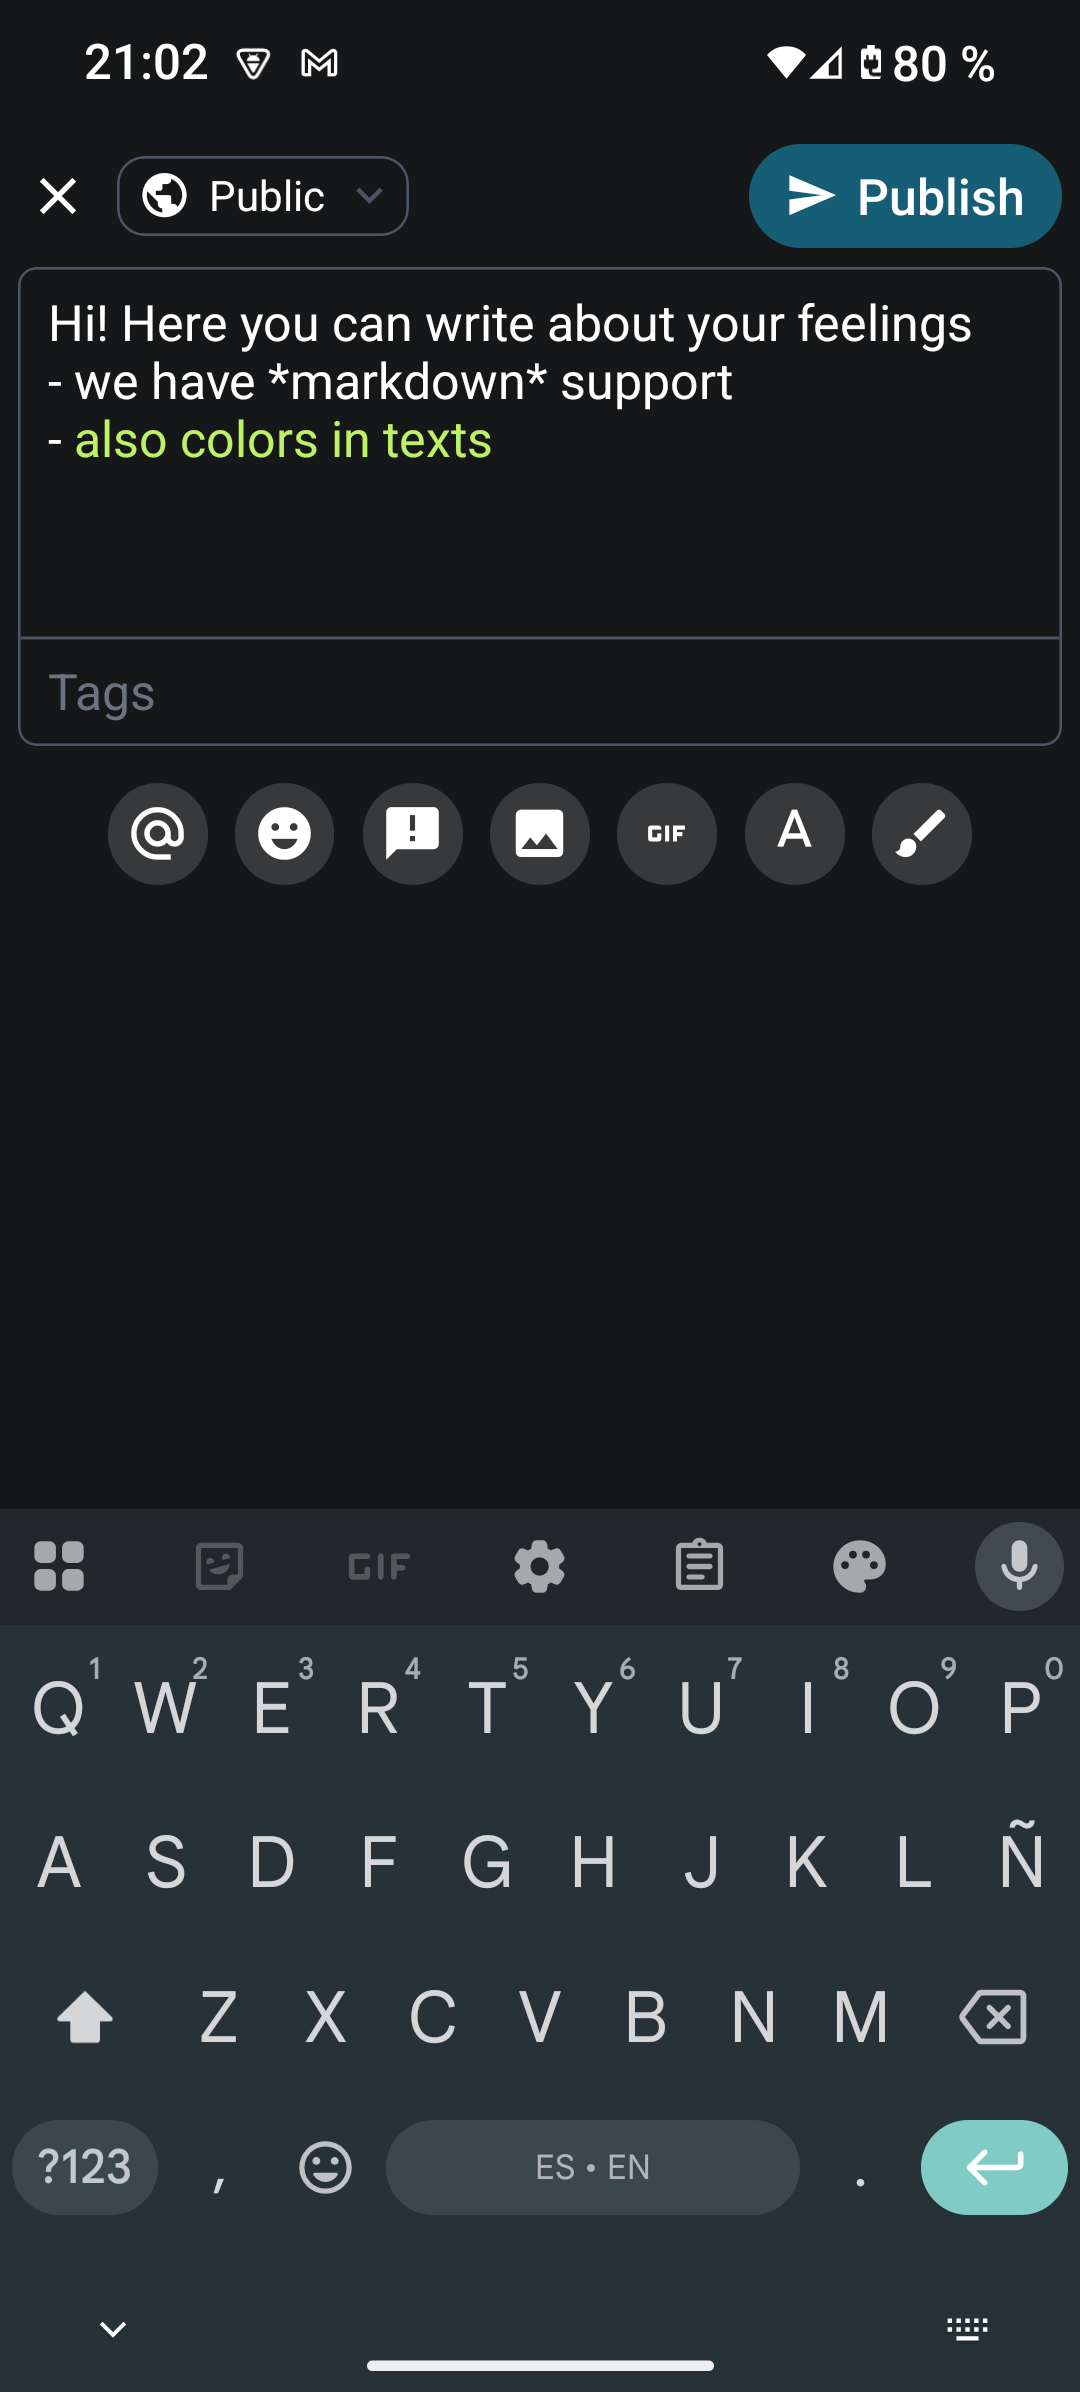 21:02 80 %
Public Publish
Hi! Here you can write about your feelings
- we have *markdown* support
- also colors in texts
Tags
GIF A
GIF
1 2 3 4 5 6 7 8 9 0
Q W E R T Y U I O P
A S D F G H J K L Ñ
Z X C V B N M
?123 , ES • EN .